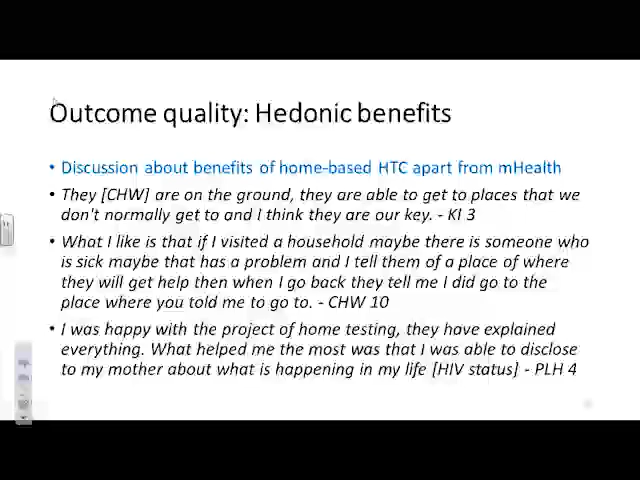 Outcome quality: Hedonic benefits
• Discussion about benefits of home-based HTC apart from mHealth
• They [CHW] are on the ground, they are able to get to places that we
don't normally get to and I think they are our key. - KI 3
• What I like is that if I visited a household maybe there is someone who
is sick maybe that has a problem and I tell them of a place of where
they will get help then when I go back they tell me I did go to the
place where you told me to go to. - CHW 10
• I was happy with the project of home testing, they have explained
everything. What helped me the most was that I was able to disclose
to my mother about what is happening in my life [HIV status] - PLH 4